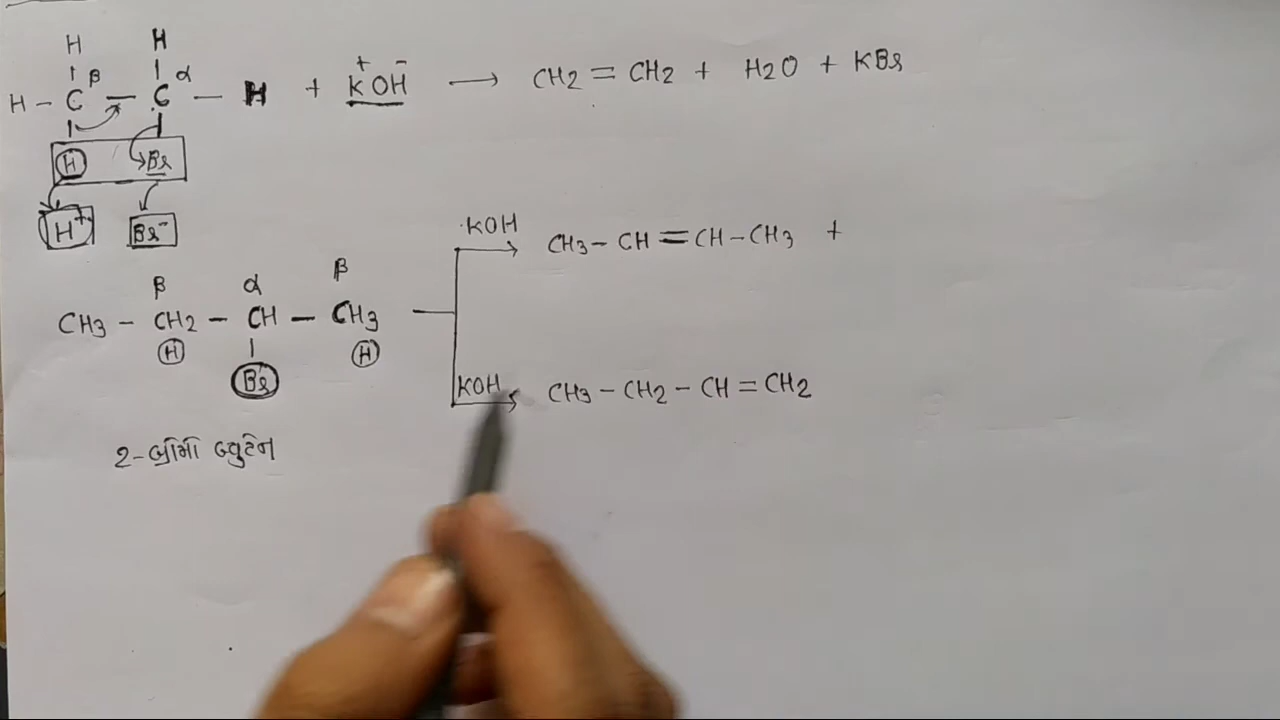 H H
H - C β - C α - H + K⁺OH⁻ → CH2 = CH2 + H2O + KBr
H Br
H⁺ Br⁻
KOH CH3 - CH = CH - CH3 +
β α β
CH3 - CH2 - CH - CH3
H H
Br
KOH CH3 - CH2 - CH = CH2
2-બ્રોમો બ્યુટેન